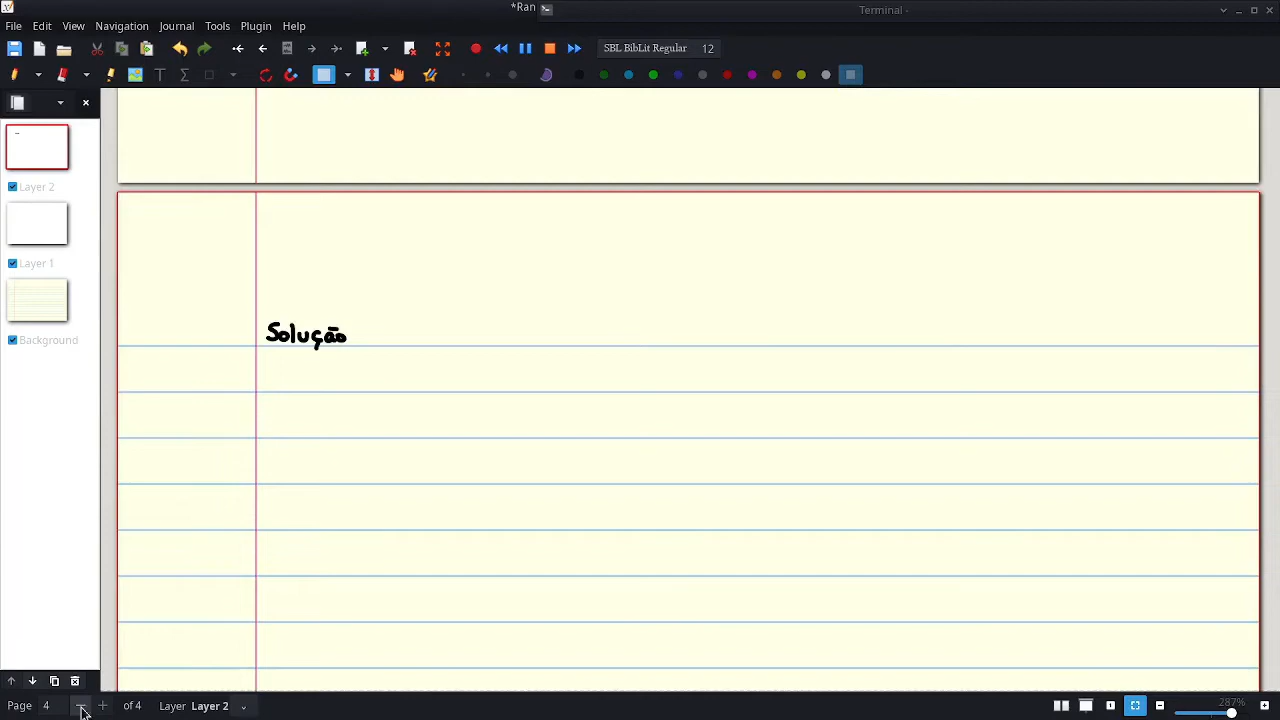 *Ran
Terminal -
File Edit View Navigation Journal Tools Plugin Help
SBL BibLit Regular 12
Layer 2
Layer 1
Background
Solução
Page 4 of 4 Layer Layer 2 287%